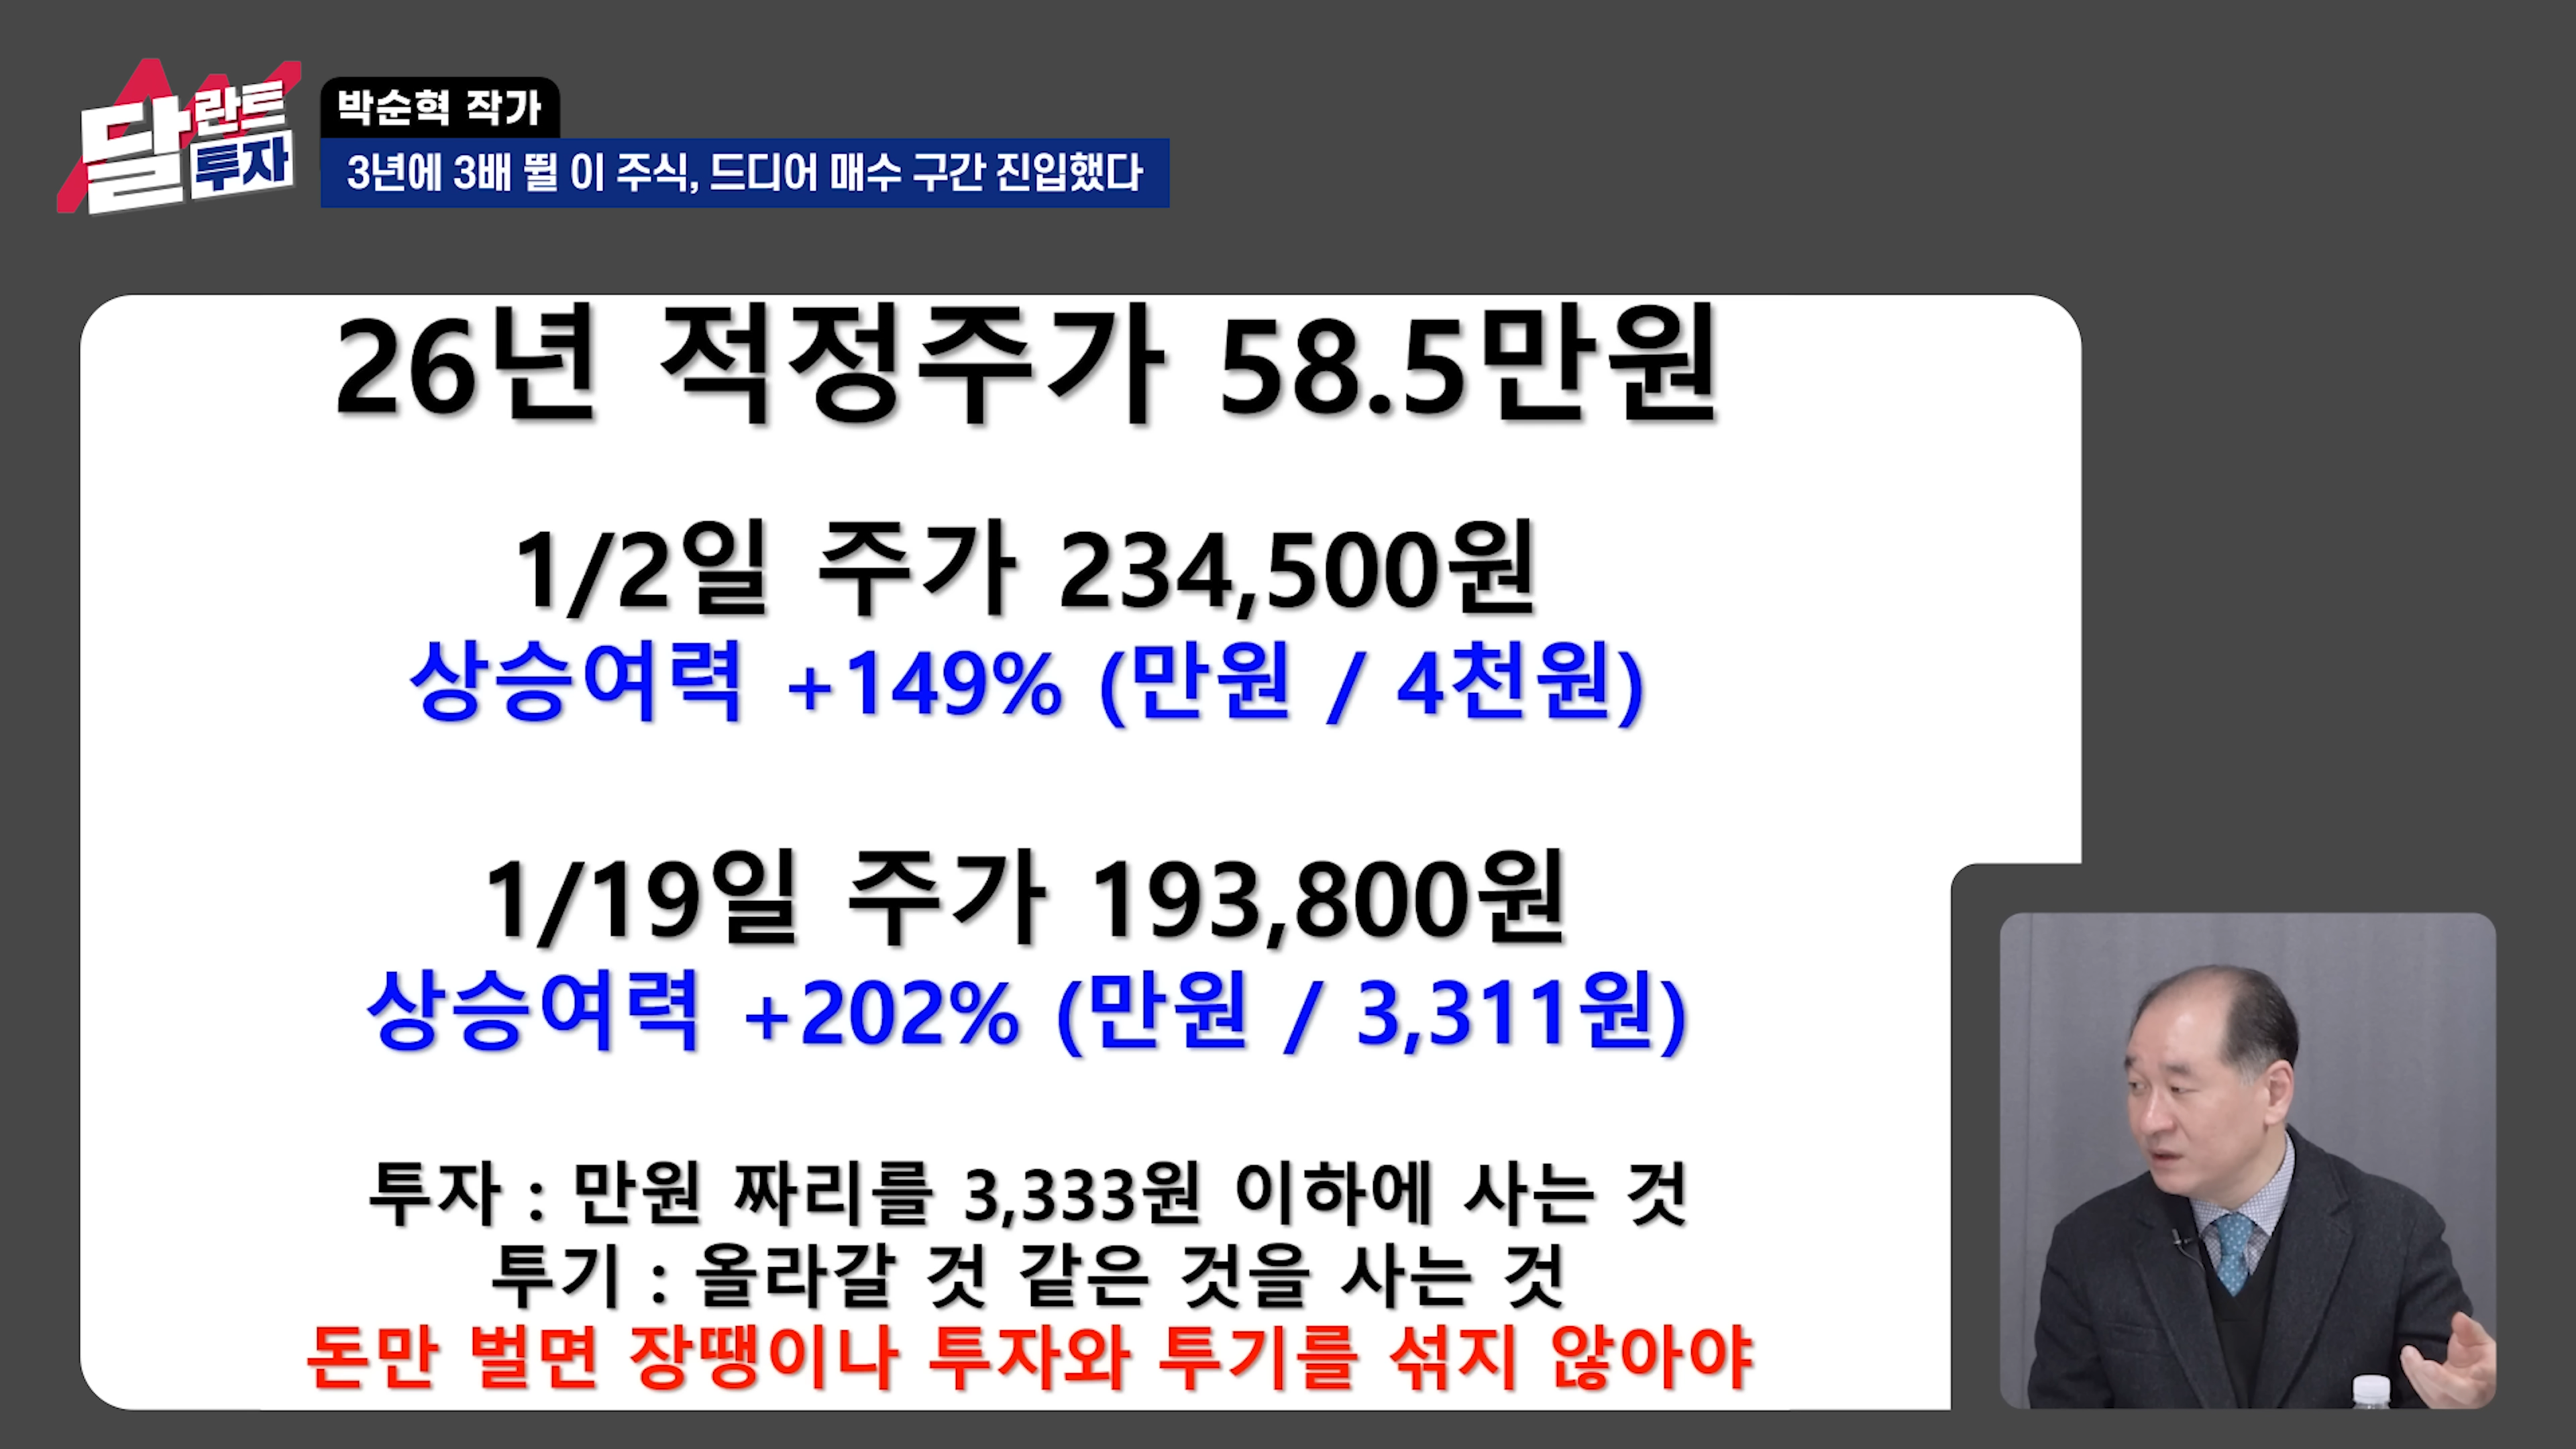 달란트
투자
박순혁 작가
3년에 3배 뛸 이 주식, 드디어 매수 구간 진입했다
26년 적정주가 58.5만원
1/2일 주가 234,500원
상승여력 +149% (만원 / 4천원)
1/19일 주가 193,800원
상승여력 +202% (만원 / 3,311원)
투자 : 만원 짜리를 3,333원 이하에 사는 것
투기 : 올라갈 것 같은 것을 사는 것
돈만 벌면 장땡이나 투자와 투기를 섞지 않아야